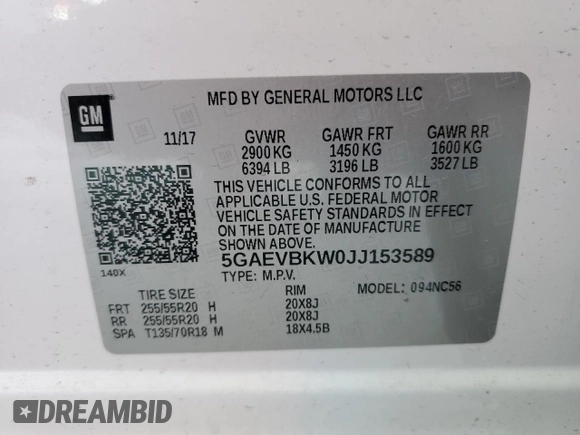 GM
MFD BY GENERAL MOTORS LLC
11/17 GVWR GAWR FRT GAWR RR
2900 KG 1450 KG 1600 KG
6394 LB 3196 LB 3527 LB
THIS VEHICLE CONFORMS TO ALL
APPLICABLE U.S. FEDERAL MOTOR
VEHICLE SAFETY STANDARDS IN EFFECT
ON THE DATE OF MANUFACTURE
SHOWN ABOVE.
140X
5GAEVBKW0JJ153589
TYPE: M.P.V.
TIRE SIZE RIM MODEL: 094NC56
FRT 255/55R20 H 20X8J
RR 255/55R20 H 20X8J
SPA T135/70R18 M 18X4.5B
DREAMBID